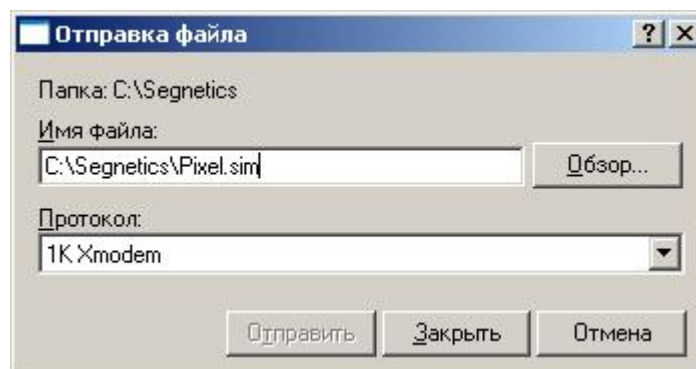 Отправка файла
Папка: C:\Segnetics
Имя файла:
C:\Segnetics\Pixel.sim
Обзор...
Протокол:
1K Xmodem
Отправить Закрыть Отмена